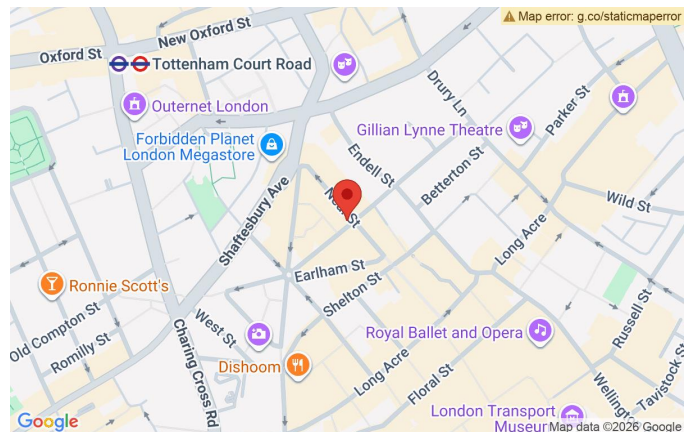 Map error: g.co/staticmaperror
New Oxford St
Oxford St
Tottenham Court Road
Outernet London
Forbidden Planet
London Megastore
Shaftesbury Ave
Endell St
Drury Ln
Gillian Lynne Theatre
Parker St
Betterton St
Neal St
Wild St
Long Acre
Earlham St
Shelton St
Ronnie Scott's
Old Compton St
Romilly St
West St
Charing Cross Rd
Dishoom
Royal Ballet and Opera
Russell St
Long Acre
Floral St
Wellington
Tavistock St
London Transport
Museum
Google
Map data ©2026 Google